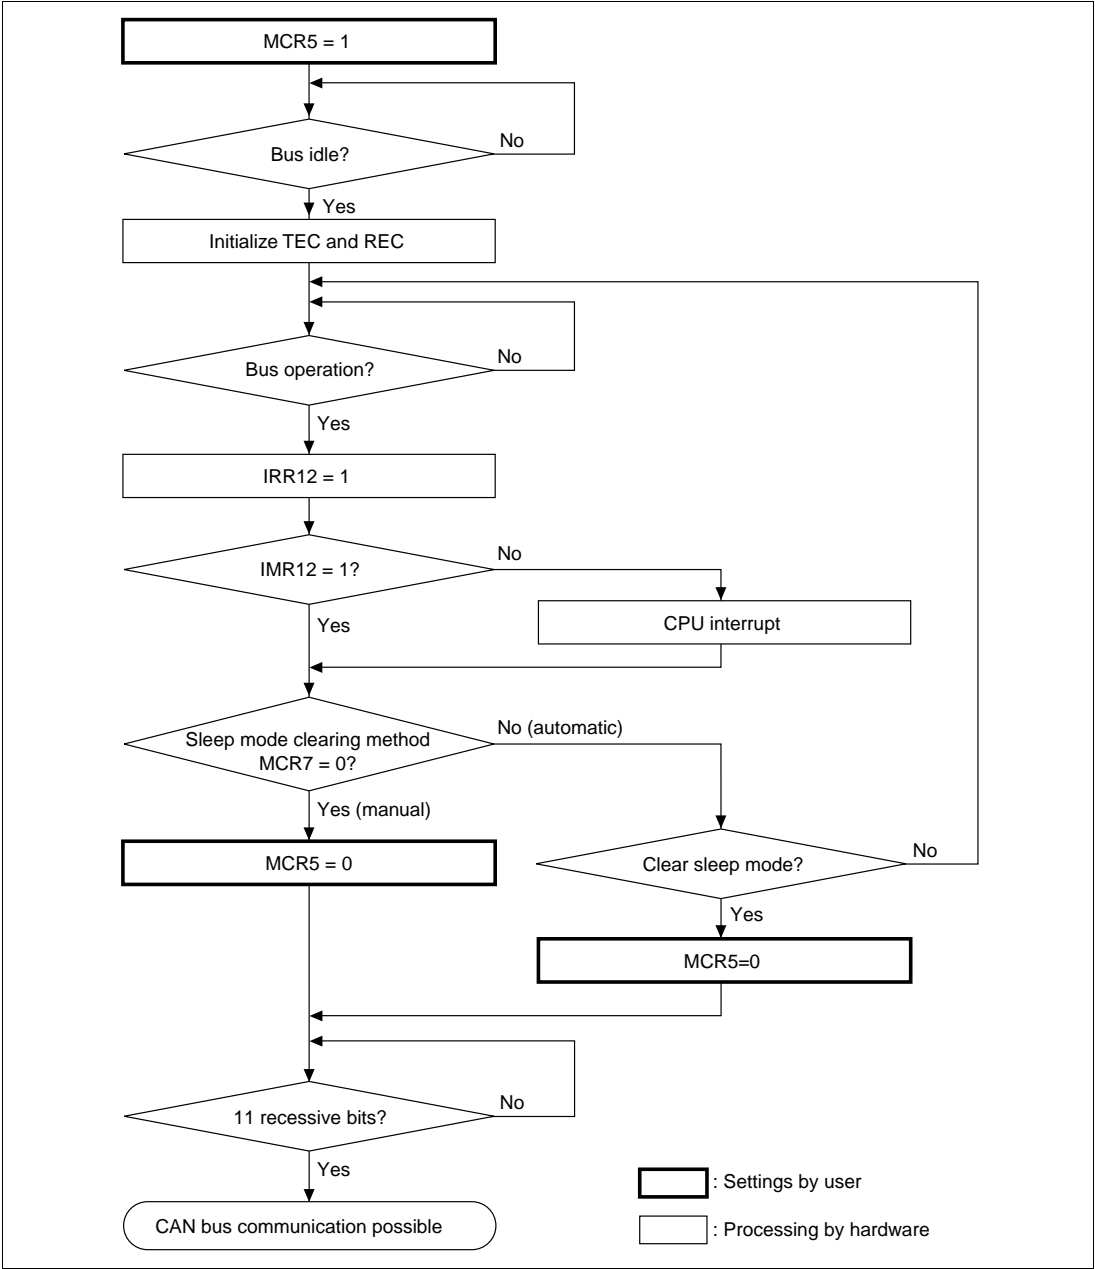 MCR5 = 1
Bus idle?
No
Yes
Initialize TEC and REC
Bus operation?
No
Yes
IRR12 = 1
IMR12 = 1?
No
Yes
CPU interrupt
Sleep mode clearing method
MCR7 = 0?
No (automatic)
Yes (manual)
MCR5 = 0
Clear sleep mode?
No
Yes
MCR5=0
11 recessive bits?
No
Yes
CAN bus communication possible
: Settings by user
: Processing by hardware